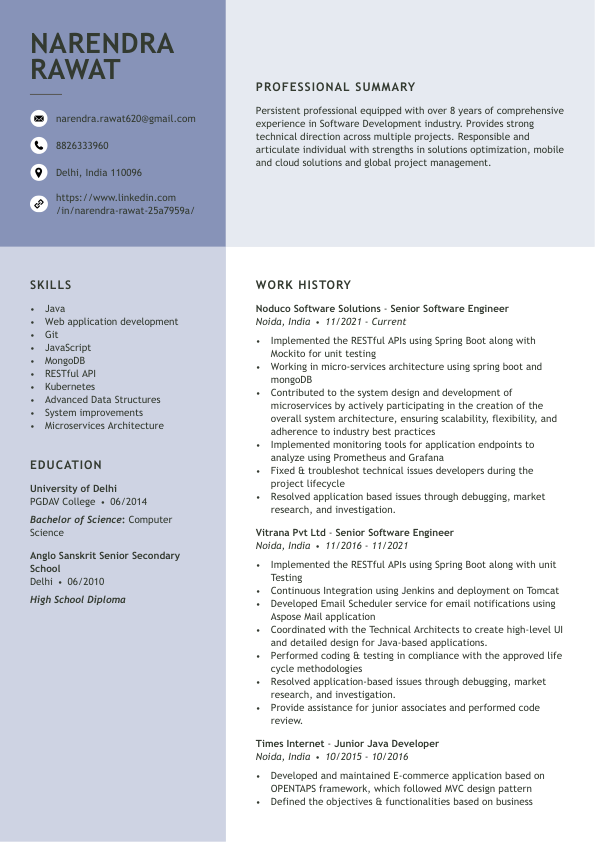 NARENDRA
RAWAT
narendra.rawat620@gmail.com
8826333960
Delhi, India 110096
https://www.linkedin.com
/in/narendra-rawat-25a7959a/
PROFESSIONAL SUMMARY
Persistent professional equipped with over 8 years of comprehensive
experience in Software Development industry. Provides strong
technical direction across multiple projects. Responsible and
articulate individual with strengths in solutions optimization, mobile
and cloud solutions and global project management.
SKILLS
• Java
• Web application development
• Git
• JavaScript
• MongoDB
• RESTful API
• Kubernetes
• Advanced Data Structures
• System improvements
• Microservices Architecture
EDUCATION
University of Delhi
PGDAV College • 06/2014
Bachelor of Science: Computer
Science
Anglo Sanskrit Senior Secondary
School
Delhi • 06/2010
High School Diploma
WORK HISTORY
Noduco Software Solutions - Senior Software Engineer
Noida, India • 11/2021 - Current
• Implemented the RESTful APIs using Spring Boot along with
Mockito for unit testing
• Working in micro-services architecture using spring boot and
mongoDB
• Contributed to the system design and development of
microservices by actively participating in the creation of the
overall system architecture, ensuring scalability, flexibility, and
adherence to industry best practices
• Implemented monitoring tools for application endpoints to
analyze using Prometheus and Grafana
• Fixed & troubleshot technical issues developers during the
project lifecycle
• Resolved application based issues through debugging, market
research, and investigation.
Vitrana Pvt Ltd - Senior Software Engineer
Noida, India • 11/2016 - 11/2021
• Implemented the RESTful APIs using Spring Boot along with unit
Testing
• Continuous Integration using Jenkins and deployment on Tomcat
• Developed Email Scheduler service for email notifications using
Aspose Mail application
• Coordinated with the Technical Architects to create high-level UI
and detailed design for Java-based applications.
• Performed coding & testing in compliance with the approved life
cycle methodologies
• Resolved application-based issues through debugging, market
research, and investigation.
• Provide assistance for junior associates and performed code
review.
Times Internet - Junior Java Developer
Noida, India • 10/2015 - 10/2016
• Developed and maintained E-commerce application based on
OPENTAPS framework, which followed MVC design pattern
• Defined the objectives & functionalities based on business